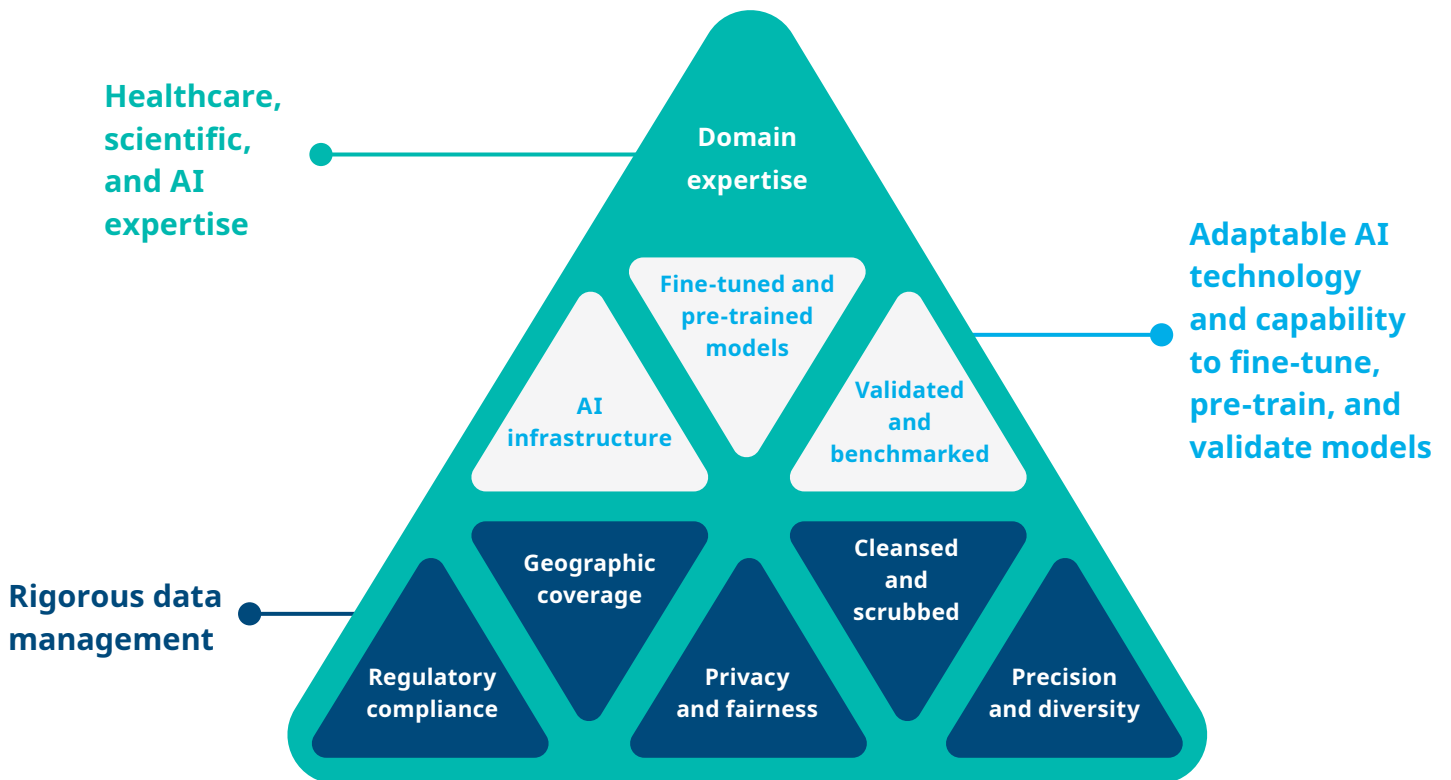 Healthcare,
scientific,
and AI
expertise
Domain
expertise
Adaptable AI
technology
and capability
to fine-tune,
pre-train, and
validate models
Fine-tuned and
pre-trained
models
AI
infrastructure
Validated
and
benchmarked
Rigorous data
management
Geographic
coverage
Cleansed
and
scrubbed
Regulatory
compliance
Privacy
and fairness
Precision
and diversity